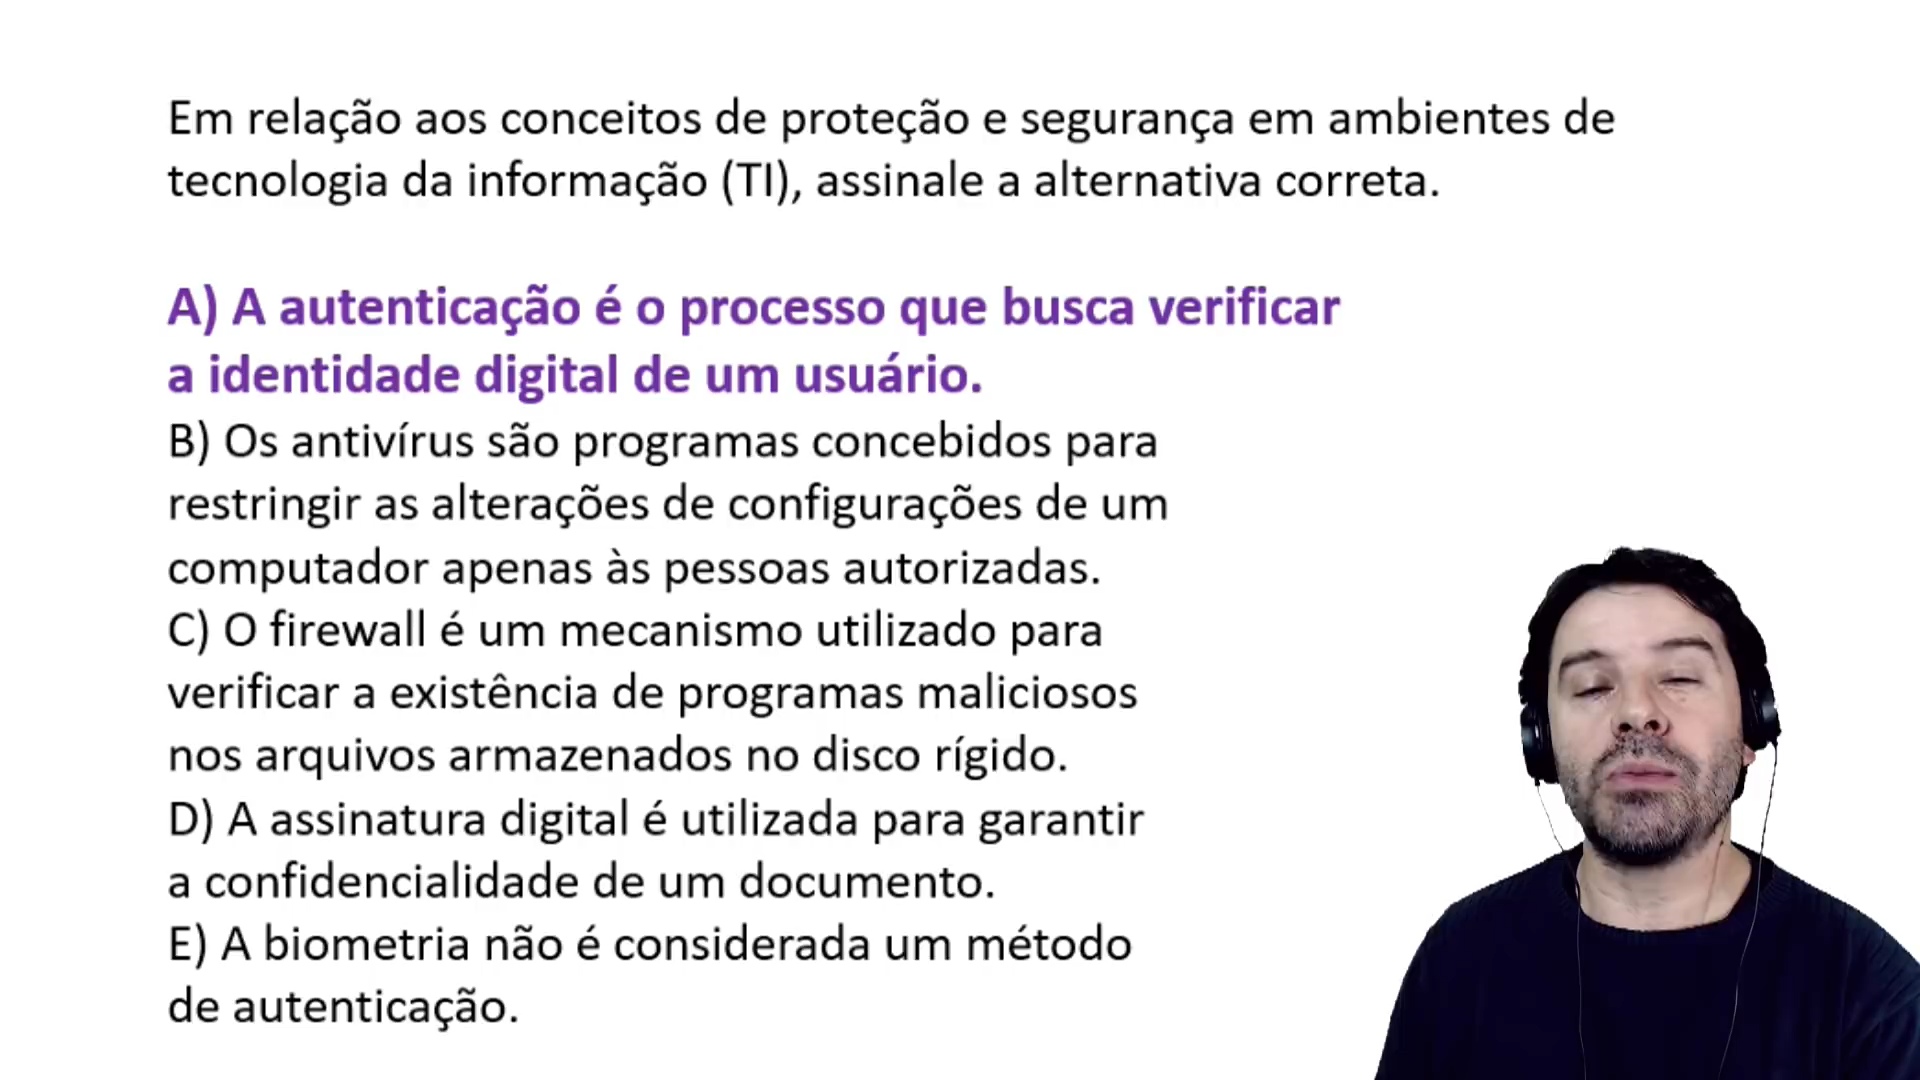 Em relação aos conceitos de proteção e segurança em ambientes de
tecnologia da informação (TI), assinale a alternativa correta.
A) A autenticação é o processo que busca verificar
a identidade digital de um usuário.
B) Os antivírus são programas concebidos para
restringir as alterações de configurações de um
computador apenas às pessoas autorizadas.
C) O firewall é um mecanismo utilizado para
verificar a existência de programas maliciosos
nos arquivos armazenados no disco rígido.
D) A assinatura digital é utilizada para garantir
a confidencialidade de um documento.
E) A biometria não é considerada um método
de autenticação.